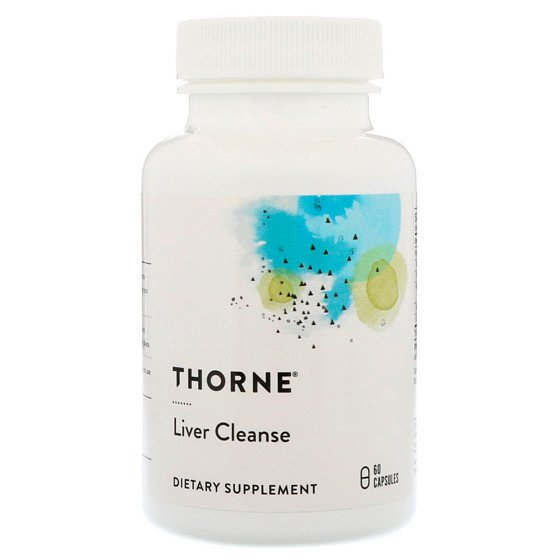 THORNE®
Liver Cleanse
DIETARY SUPPLEMENT
60
CAPSULES